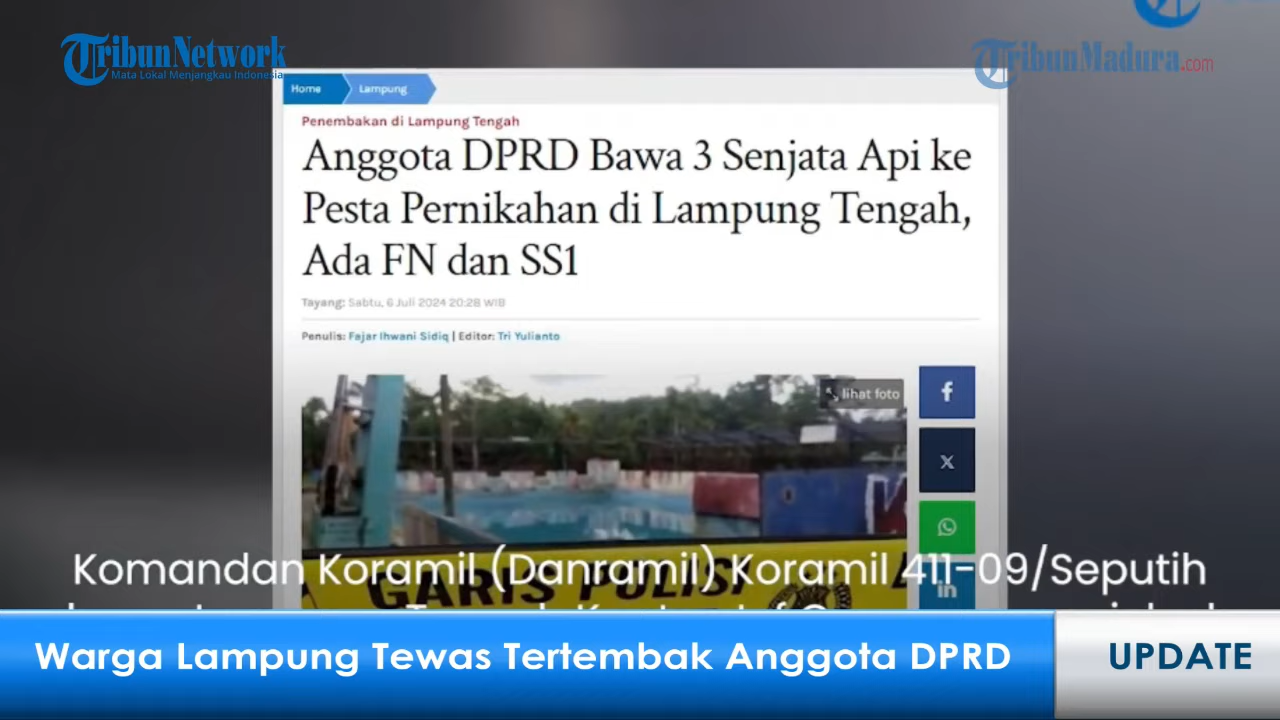 TribunNetwork
Mata Lokal Menjangkau Indonesia
TribunMadura.com
Home
Lampung
Penembakan di Lampung Tengah
Anggota DPRD Bawa 3 Senjata Api ke
Pesta Pernikahan di Lampung Tengah,
Ada FN dan SS1
Tayang: Sabtu, 6 Juli 2024 20:28 WIB
Penulis: Fajar Ihwani Sidiq | Editor: Tri Yulianto
lihat foto
GARIS POLISI
Komandan Koramil (Danramil) Koramil 411-09/Seputih
Warga Lampung Tewas Tertembak Anggota DPRD
UPDATE